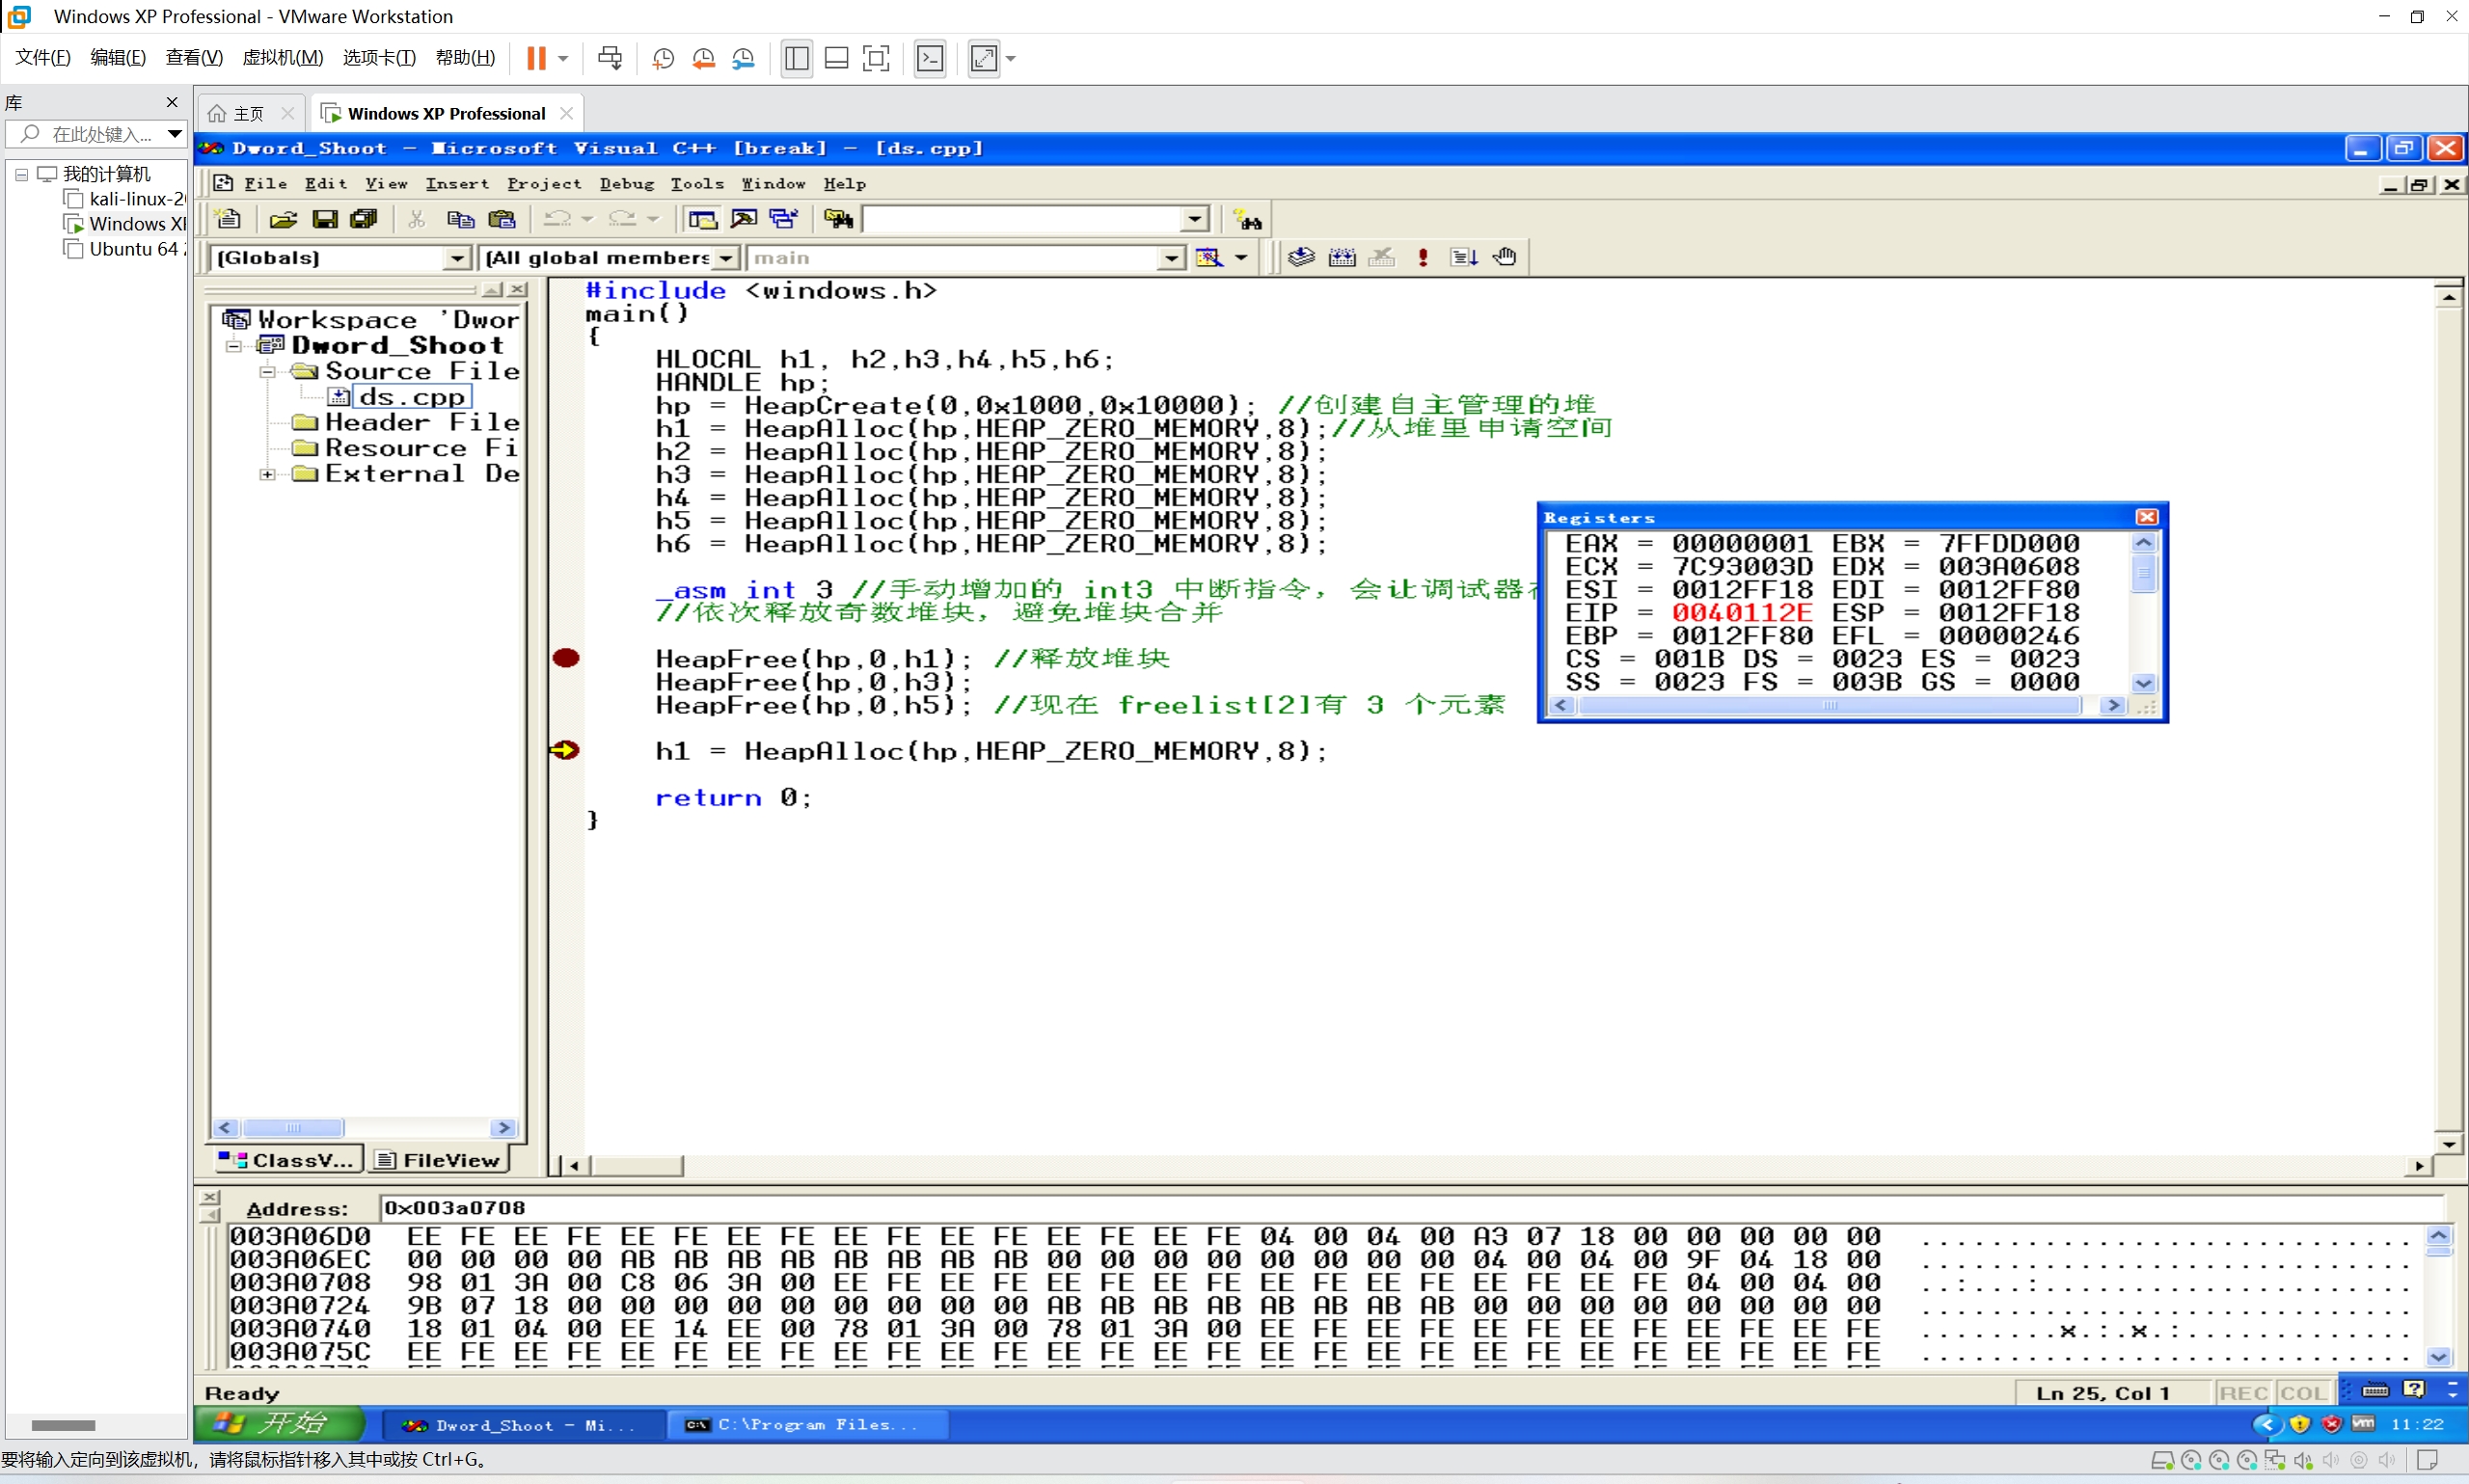 Windows XP Professional - VMware Workstation
文件(F) 编辑(E) 查看(V) 虚拟机(M) 选项卡(T) 帮助(H)
库
在此处键入...
我的计算机
kali-linux-20
Windows XP
Ubuntu 64
主页 Windows XP Professional
Dword_Shoot - Microsoft Visual C++ [break] - [ds.cpp]
File Edit View Insert Project Debug Tools Window Help
(Globals) (All global members main
Workspace 'Dwor
Dword_Shoot
Source File
ds.cpp
Header File
Resource Fi
External De
ClassV... FileView
#include <windows.h>
main()
{
HLOCAL h1, h2,h3,h4,h5,h6;
HANDLE hp;
hp = HeapCreate(0,0x1000,0x10000); //创建自主管理的堆
h1 = HeapAlloc(hp,HEAP_ZERO_MEMORY,8);//从堆里申请空间
h2 = HeapAlloc(hp,HEAP_ZERO_MEMORY,8);
h3 = HeapAlloc(hp,HEAP_ZERO_MEMORY,8);
h4 = HeapAlloc(hp,HEAP_ZERO_MEMORY,8);
h5 = HeapAlloc(hp,HEAP_ZERO_MEMORY,8);
h6 = HeapAlloc(hp,HEAP_ZERO_MEMORY,8);
_asm int 3 //手动增加的 int3 中断指令，会让调试器在
//依次释放奇数堆块，避免堆块合并
HeapFree(hp,0,h1); //释放堆块
HeapFree(hp,0,h3);
HeapFree(hp,0,h5); //现在 freelist[2]有 3 个元素
h1 = HeapAlloc(hp,HEAP_ZERO_MEMORY,8);
return 0;
}
Registers
EAX = 00000001 EBX = 7FFDD000
ECX = 7C93003D EDX = 003A0608
ESI = 0012FF18 EDI = 0012FF80
EIP = 0040112E ESP = 0012FF18
EBP = 0012FF80 EFL = 00000246
CS = 001B DS = 0023 ES = 0023
SS = 0023 FS = 003B GS = 0000
Address: 0x003a0708
003A06D0 EE FE EE FE EE FE EE FE EE FE EE FE EE FE EE FE 04 00 04 00 A3 07 18 00 00 00 00 00 ............................
003A06EC 00 00 00 00 AB AB AB AB AB AB AB AB 00 00 00 00 00 00 00 00 04 00 04 00 9F 04 18 00 ............................
003A0708 98 01 3A 00 C8 06 3A 00 EE FE EE FE EE FE EE FE EE FE EE FE EE FE EE FE 04 00 04 00 ..:...:.....................
003A0724 9B 07 18 00 00 00 00 00 00 00 00 00 AB AB AB AB AB AB AB AB 00 00 00 00 00 00 00 00 ............................
003A0740 18 01 04 00 EE 14 EE 00 78 01 3A 00 78 01 3A 00 EE FE EE FE EE FE EE FE EE FE EE FE ........x.:.x.:.............
003A075C EE FE EE FE EE FE EE FE EE FE EE FE EE FE EE FE EE FE EE FE EE FE EE FE EE FE EE FE ............................
Ready Ln 25, Col 1 REC COL
开始 Dword_Shoot - Mi... C:\Program Files... 11:22
要将输入定向到该虚拟机，请将鼠标指针移入其中或按 Ctrl+G。